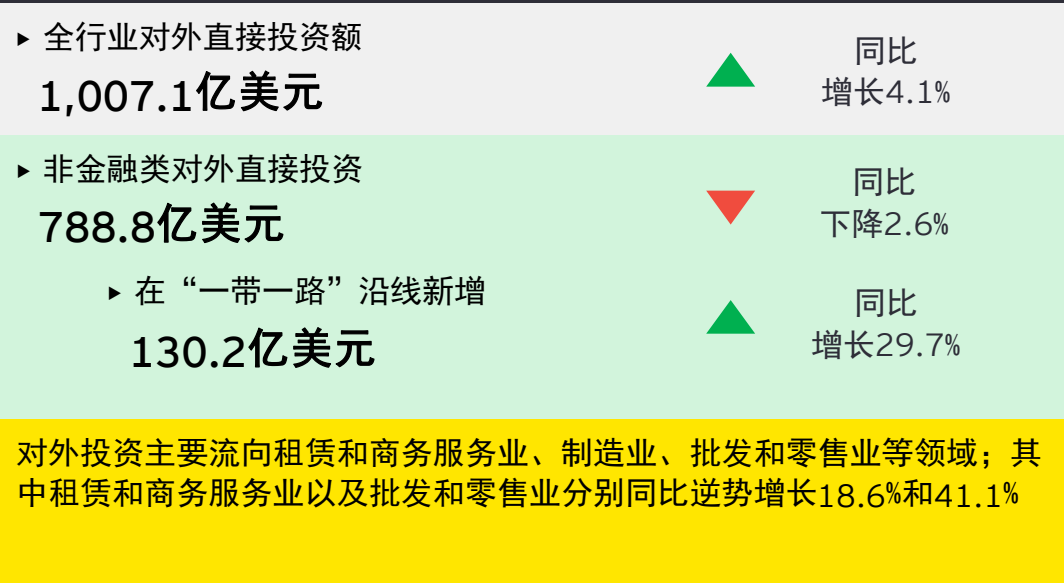 ▸ 全行业对外直接投资额
1,007.1亿美元
同比
增长4.1%
▸ 非金融类对外直接投资
788.8亿美元
同比
下降2.6%
▸ 在“一带一路”沿线新增
130.2亿美元
同比
增长29.7%
对外投资主要流向租赁和商务服务业、制造业、批发和零售业等领域；其
中租赁和商务服务业以及批发和零售业分别同比逆势增长18.6%和41.1%